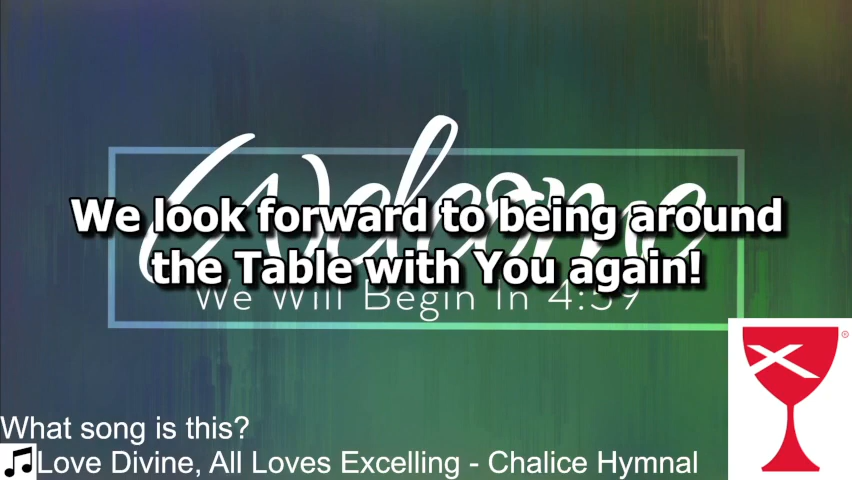 Welcome
We look forward to being around
the Table with You again!
We Will Begin In 4:59
What song is this?
Love Divine, All Loves Excelling - Chalice Hymnal
®